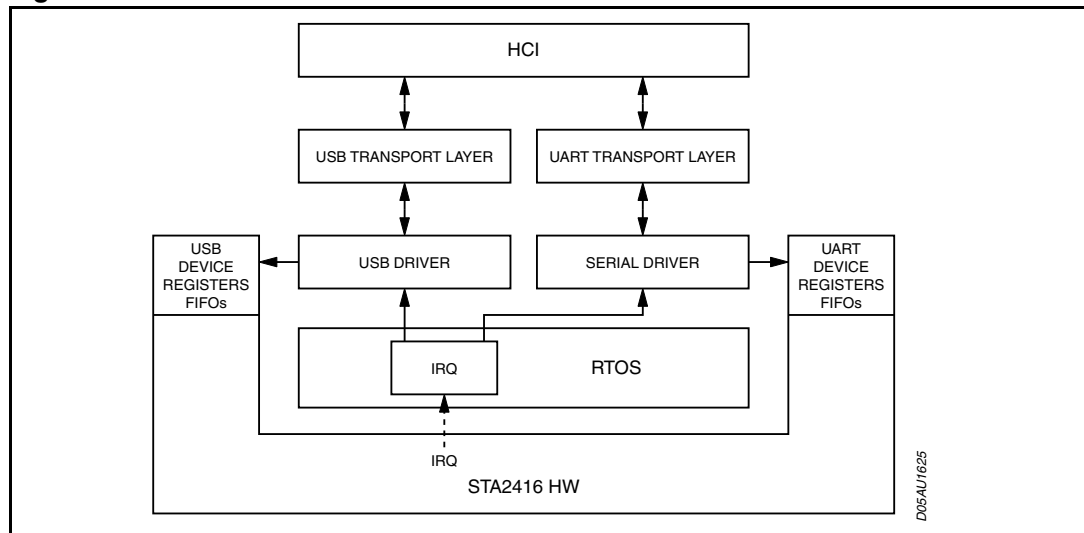 HCI
USB TRANSPORT LAYER
UART TRANSPORT LAYER
USB
DEVICE
REGISTERS
FIFOs
USB DRIVER
SERIAL DRIVER
UART
DEVICE
REGISTERS
FIFOs
IRQ
RTOS
IRQ
STA2416 HW
D05AU1625